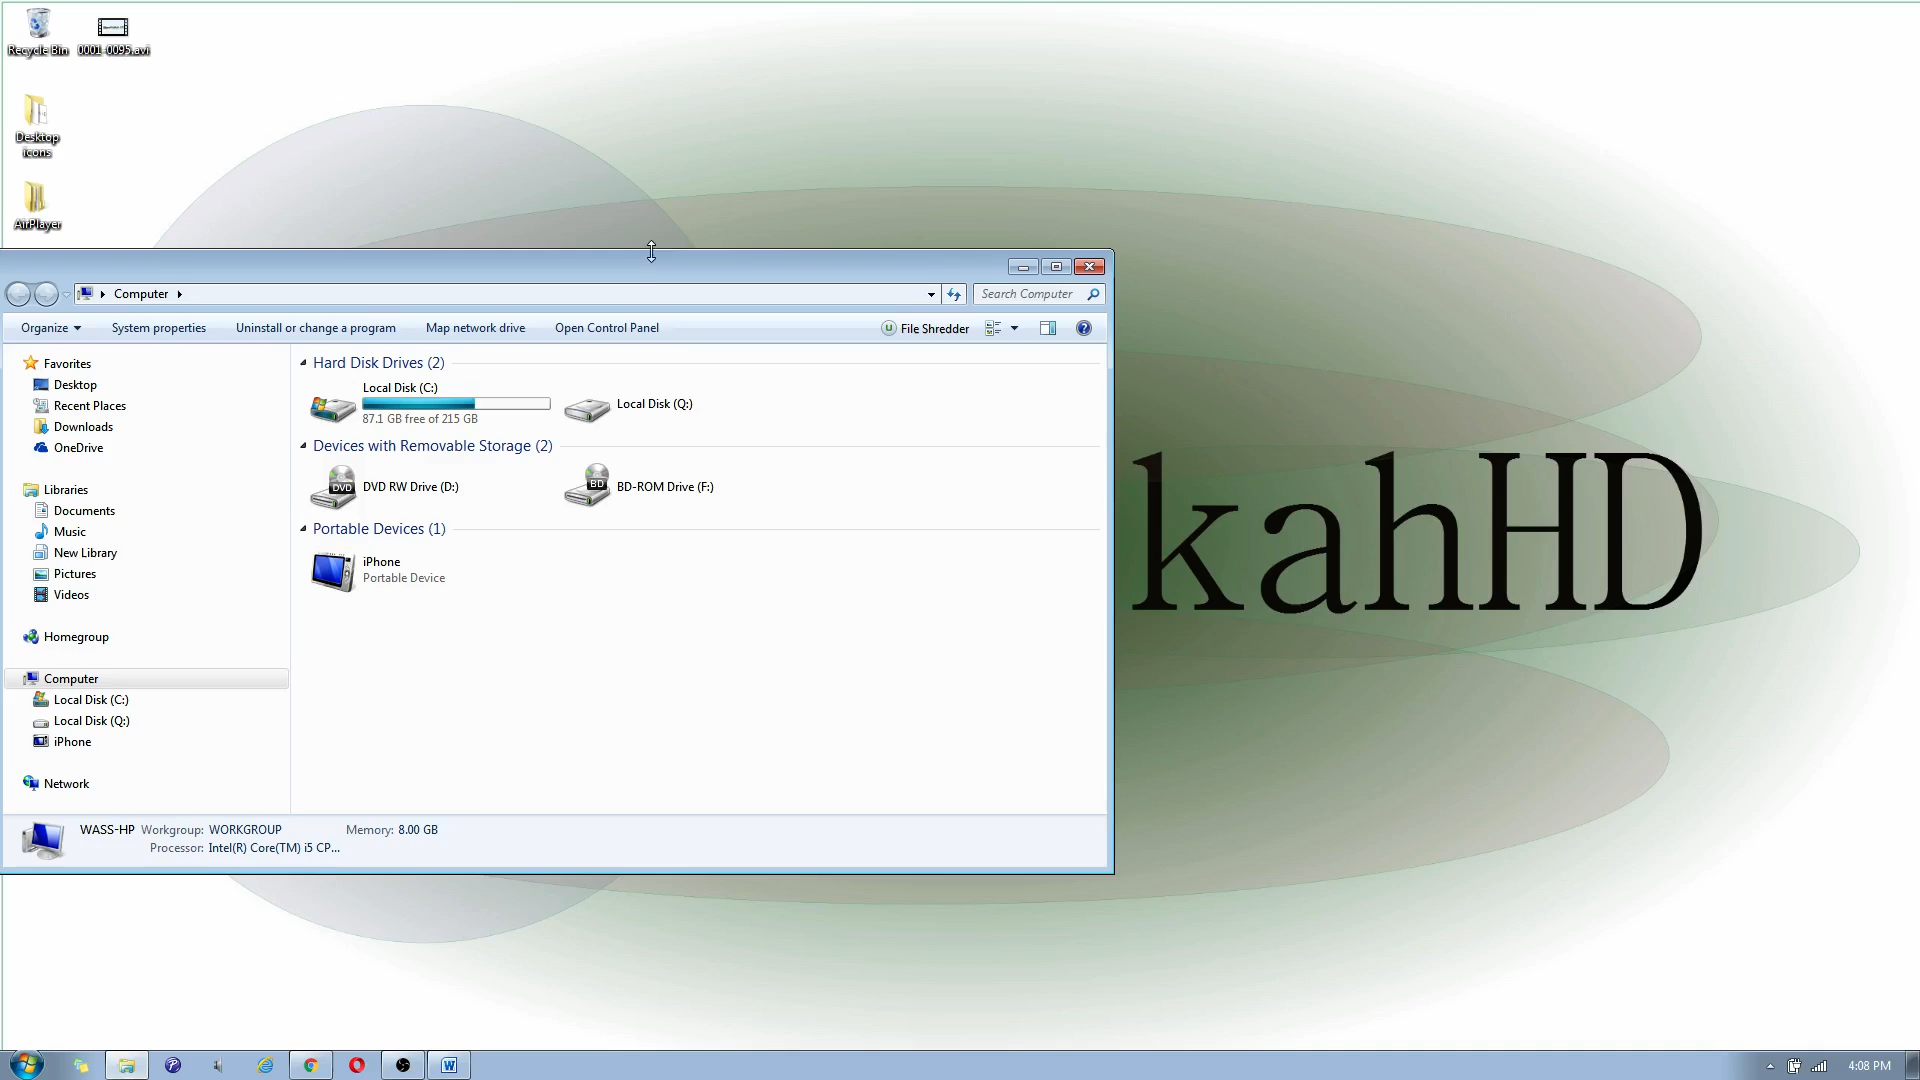 Recycle Bin
0001-0095.avi
Desktop
icons
AirPlayer
Computer
Search Computer
Organize
System properties
Uninstall or change a program
Map network drive
Open Control Panel
File Shredder
Favorites
Desktop
Recent Places
Downloads
OneDrive
Libraries
Documents
Music
New Library
Pictures
Videos
Homegroup
Computer
Local Disk (C:)
Local Disk (Q:)
iPhone
Network
Hard Disk Drives (2)
Local Disk (C:)
87.1 GB free of 215 GB
Local Disk (Q:)
Devices with Removable Storage (2)
DVD
DVD RW Drive (D:)
BD
BD-ROM Drive (F:)
Portable Devices (1)
iPhone
Portable Device
WASS-HP Workgroup: WORKGROUP Memory: 8.00 GB
Processor: Intel(R) Core(TM) i5 CP...
kahHD
4:08 PM